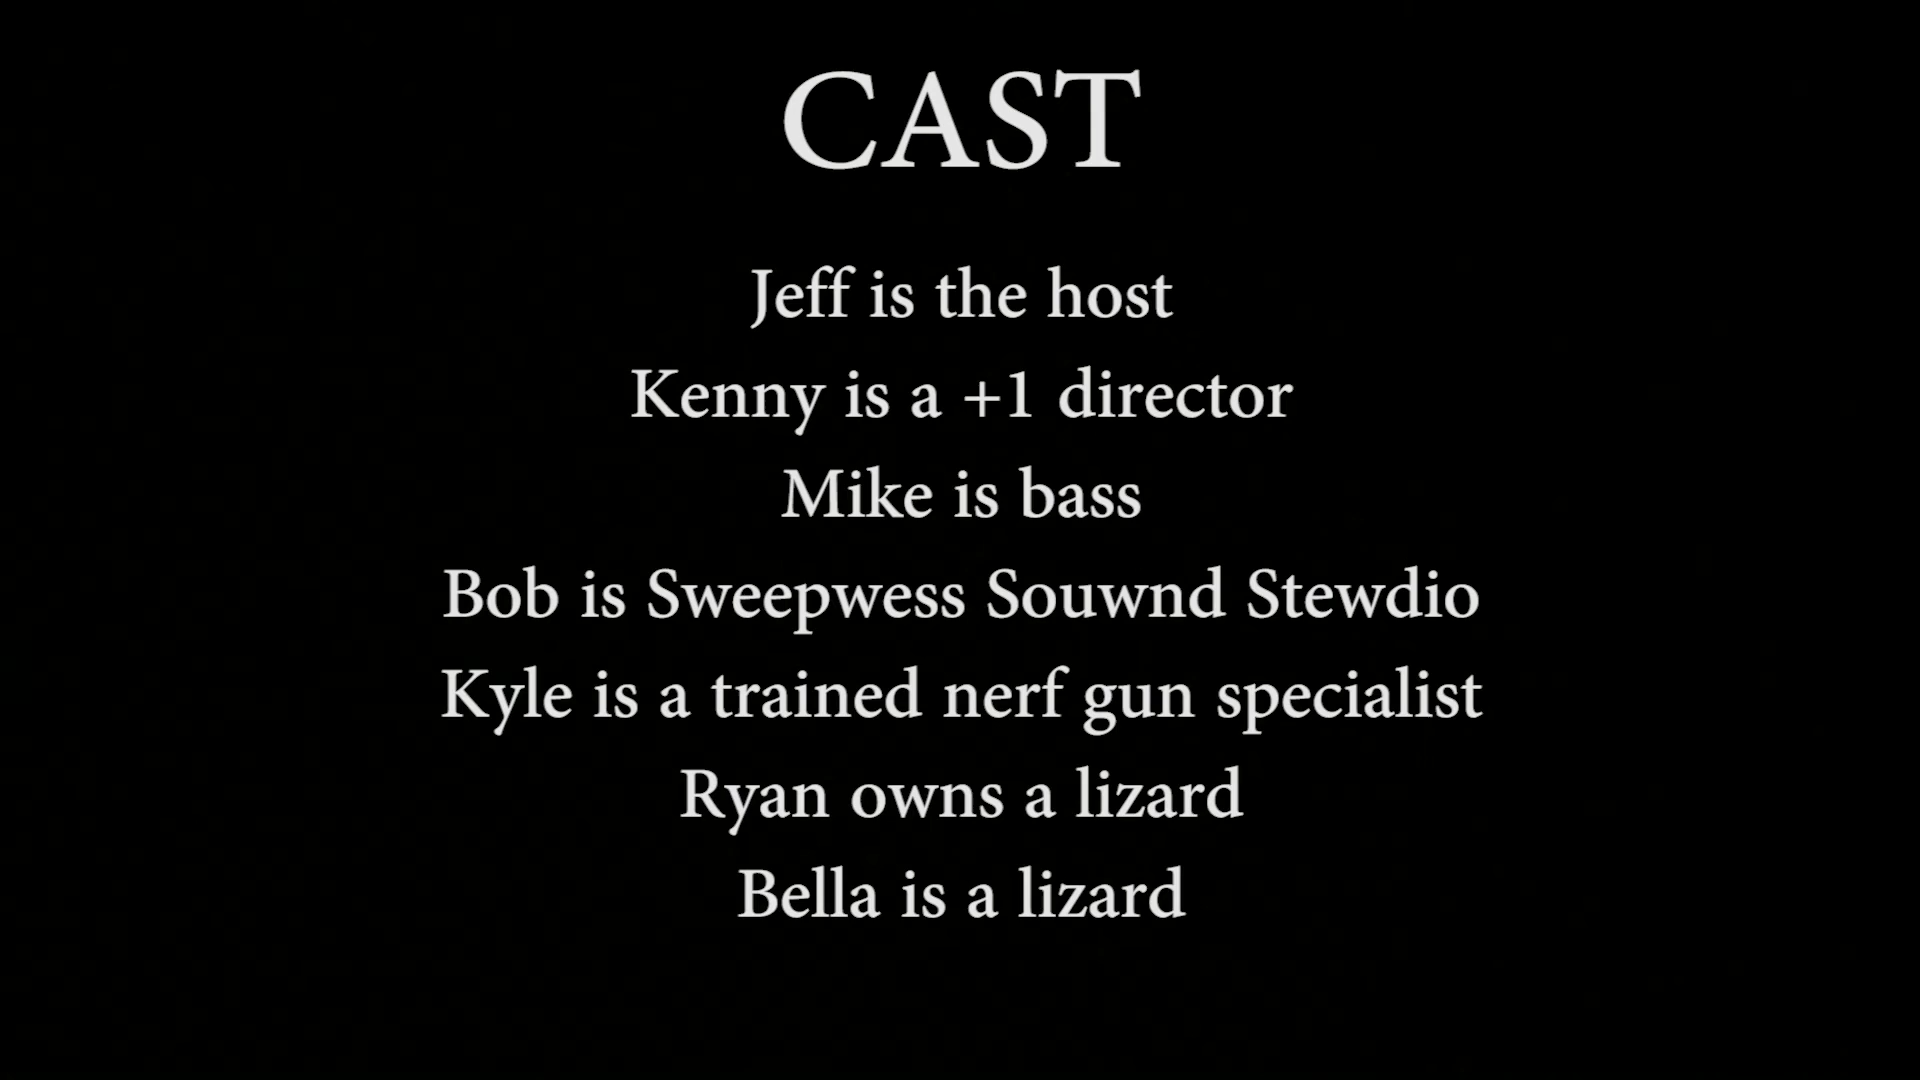 CAST
Jeff is the host
Kenny is a +1 director
Mike is bass
Bob is Sweepwess Souwnd Stewdio
Kyle is a trained nerf gun specialist
Ryan owns a lizard
Bella is a lizard